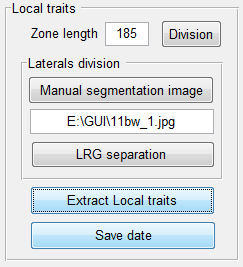 Local traits
Zone length 185 Division
Laterals division
Manual segmentation image
E:\GUI\11bw_1.jpg
LRG separation
Extract Local traits
Save date